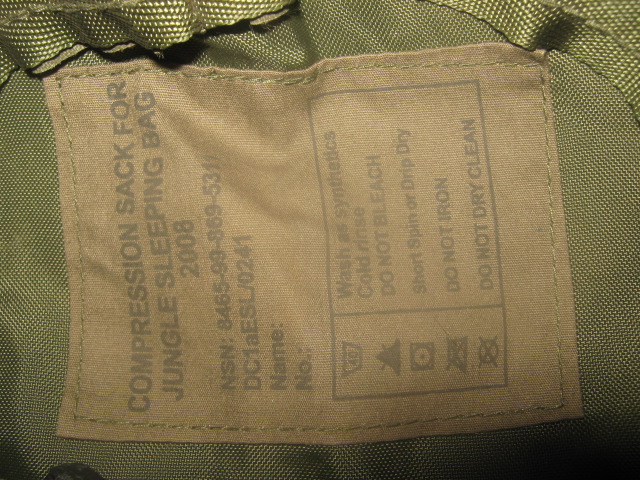 COMPRESSION SACK FOR
JUNGLE SLEEPING BAG
2008
NSN: 8465-99-869-5311
DC1aESL/0241
Name:
No.:
Wash as synthetics
Cold rinse
DO NOT BLEACH
Short Spin or Drip Dry
DO NOT IRON
DO NOT DRY CLEAN